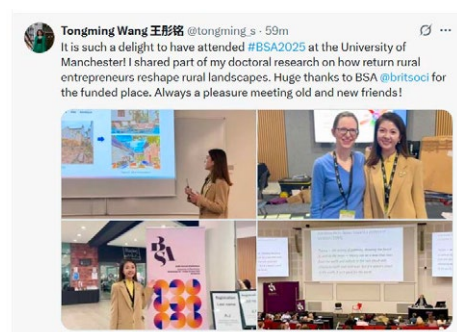 Tongming Wang 王彤铭 @tongming_s · 59m
It is such a delight to have attended #BSA2025 at the University of
Manchester! I shared part of my doctoral research on how return rural
entrepreneurs reshape rural landscapes. Huge thanks to BSA @britsoci for
the funded place. Always a pleasure meeting old and new friends!
BSA
Registration